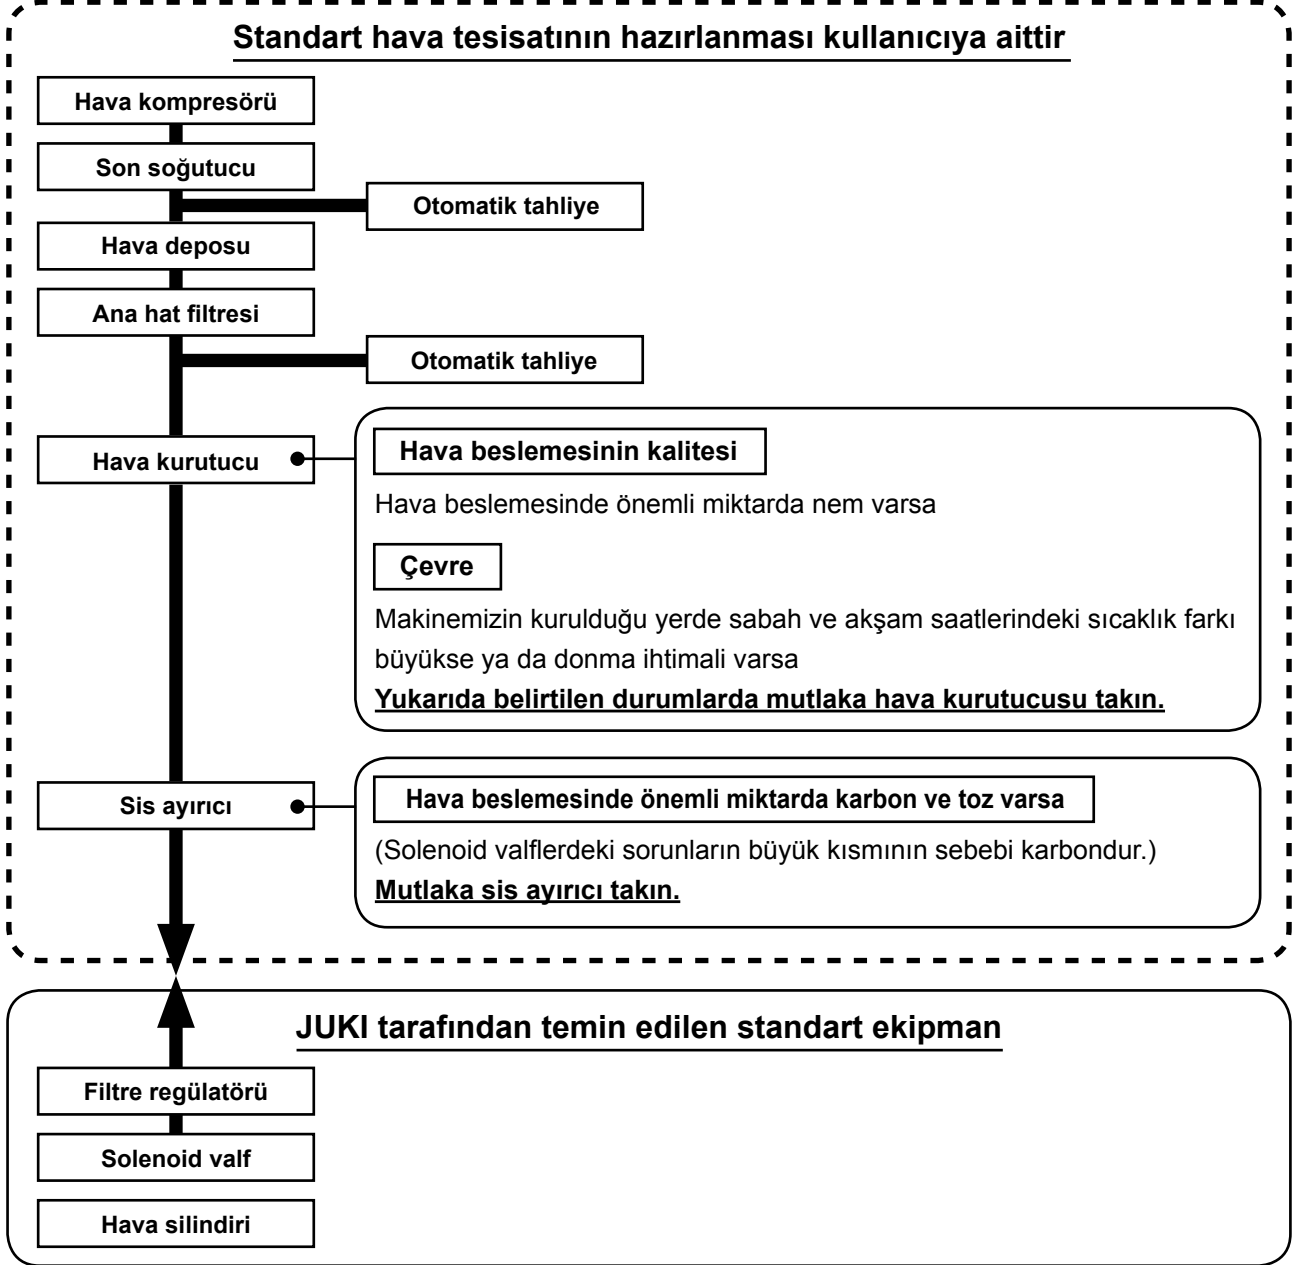 Standart hava tesisatının hazırlanması kullanıcıya aittir
Hava kompresörü
Son soğutucu
Otomatik tahliye
Hava deposu
Ana hat filtresi
Otomatik tahliye
Hava kurutucu
Hava beslemesinin kalitesi
Hava beslemesinde önemli miktarda nem varsa
Çevre
Makinemizin kurulduğu yerde sabah ve akşam saatlerindeki sıcaklık farkı
büyükse ya da donma ihtimali varsa
Yukarıda belirtilen durumlarda mutlaka hava kurutucusu takın.
Sis ayırıcı
Hava beslemesinde önemli miktarda karbon ve toz varsa
(Solenoid valflerdeki sorunların büyük kısmının sebebi karbondur.)
Mutlaka sis ayırıcı takın.
JUKI tarafından temin edilen standart ekipman
Filtre regülatörü
Solenoid valf
Hava silindiri